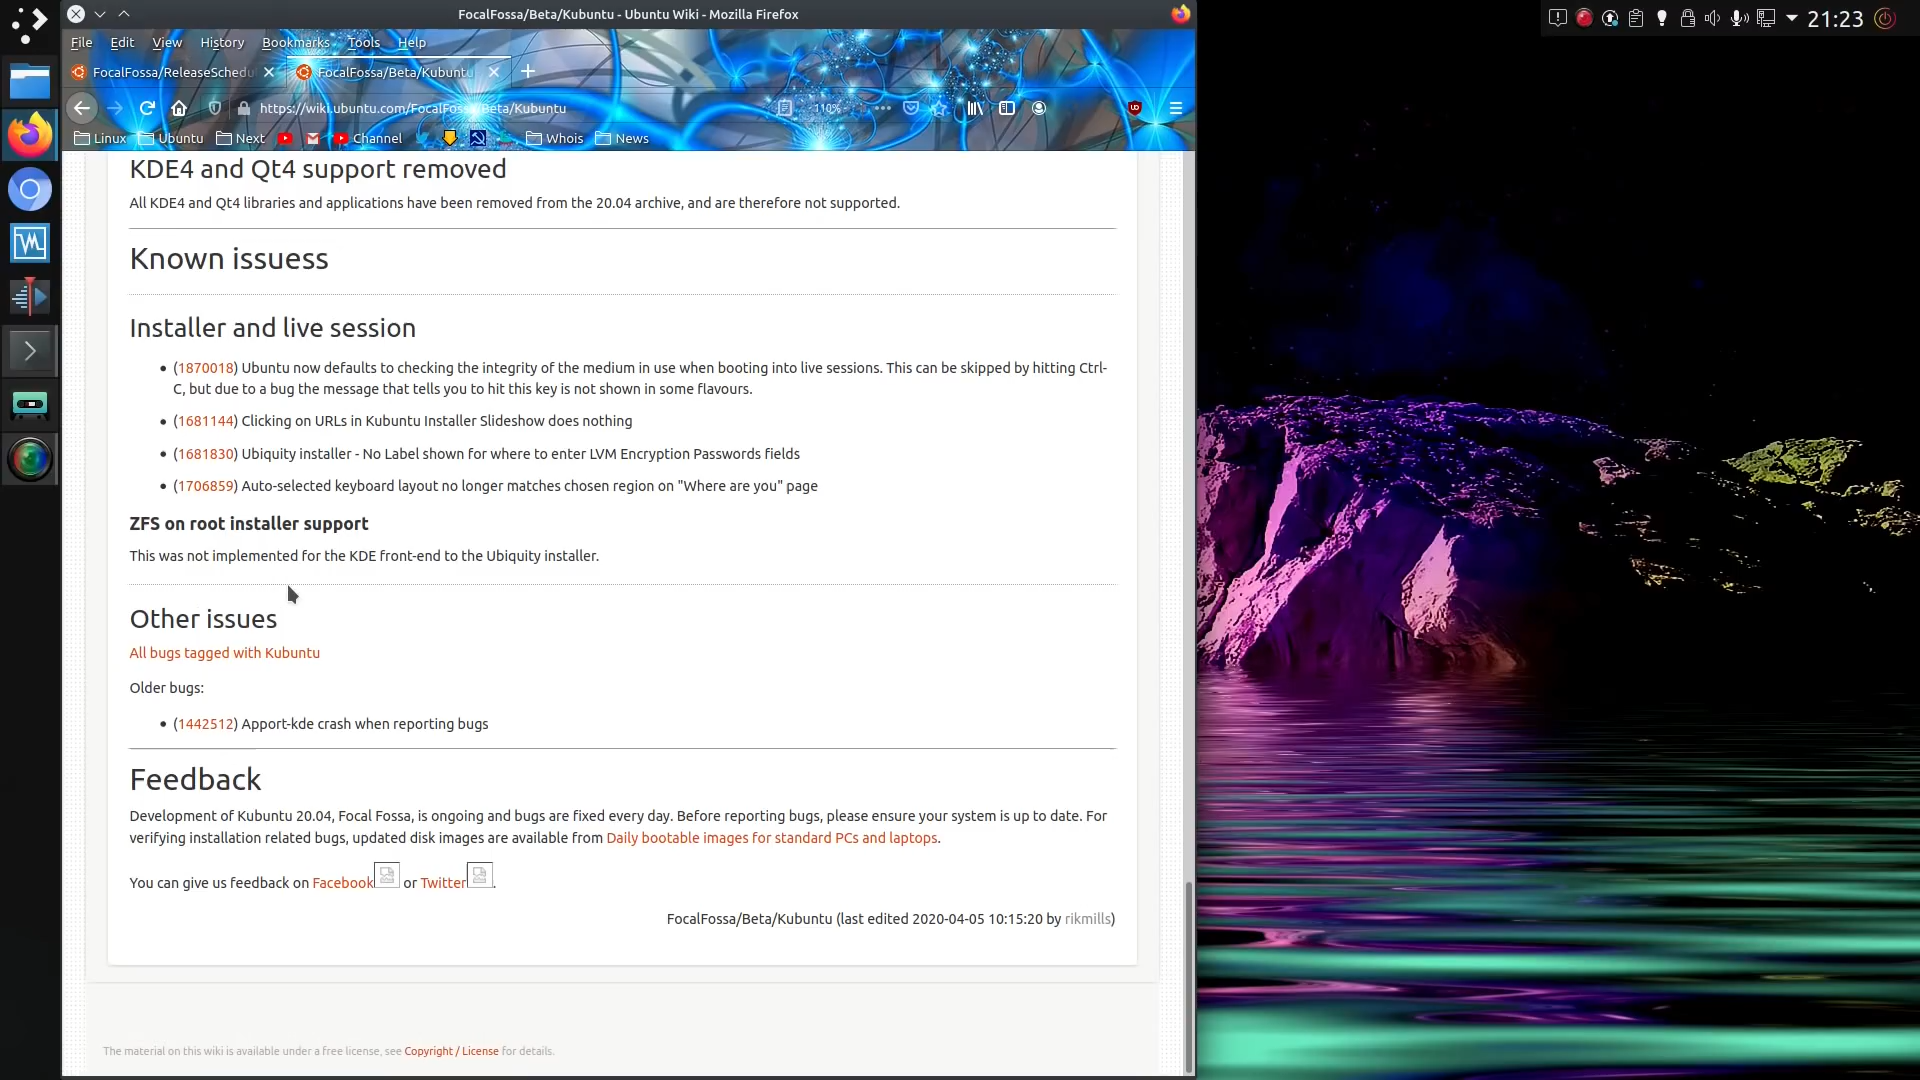 FocalFossa/Beta/Kubuntu - Ubuntu Wiki - Mozilla Firefox
21:23
File Edit View History Bookmarks Tools Help
FocalFossa/ReleaseSchedu
FocalFossa/Beta/Kubuntu
https://wiki.ubuntu.com/FocalFossa/Beta/Kubuntu
110%
Linux Ubuntu Next Channel Whois News
KDE4 and Qt4 support removed
All KDE4 and Qt4 libraries and applications have been removed from the 20.04 archive, and are therefore not supported.
Known issuess
Installer and live session
• (1870018) Ubuntu now defaults to checking the integrity of the medium in use when booting into live sessions. This can be skipped by hitting Ctrl-
C, but due to a bug the message that tells you to hit this key is not shown in some flavours.
• (1681144) Clicking on URLs in Kubuntu Installer Slideshow does nothing
• (1681830) Ubiquity installer - No Label shown for where to enter LVM Encryption Passwords fields
• (1706859) Auto-selected keyboard layout no longer matches chosen region on "Where are you" page
ZFS on root installer support
This was not implemented for the KDE front-end to the Ubiquity installer.
Other issues
All bugs tagged with Kubuntu
Older bugs:
• (1442512) Apport-kde crash when reporting bugs
Feedback
Development of Kubuntu 20.04, Focal Fossa, is ongoing and bugs are fixed every day. Before reporting bugs, please ensure your system is up to date. For
verifying installation related bugs, updated disk images are available from Daily bootable images for standard PCs and laptops.
You can give us feedback on Facebook or Twitter.
FocalFossa/Beta/Kubuntu (last edited 2020-04-05 10:15:20 by rikmills)
The material on this wiki is available under a free license, see Copyright / License for details.